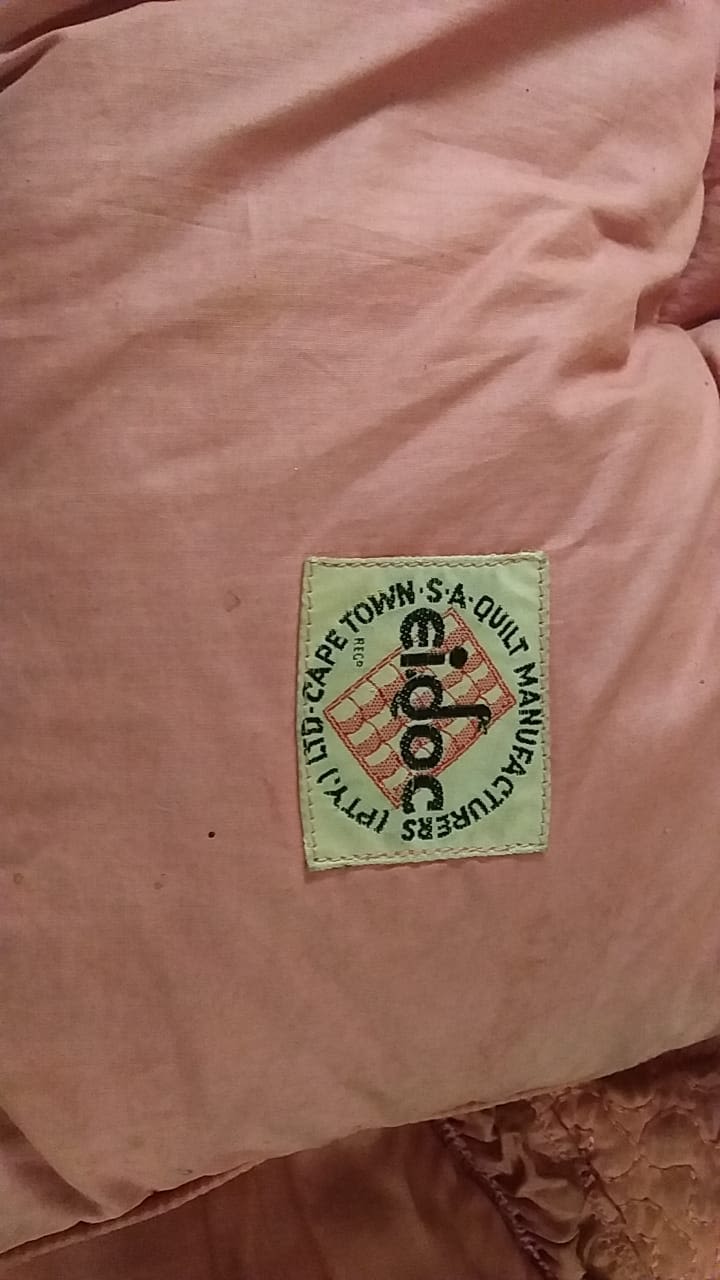 S·A·QUILT MANUFACTURERS (PTY.) LTD·CAPE TOWN·
eidoc
REGD